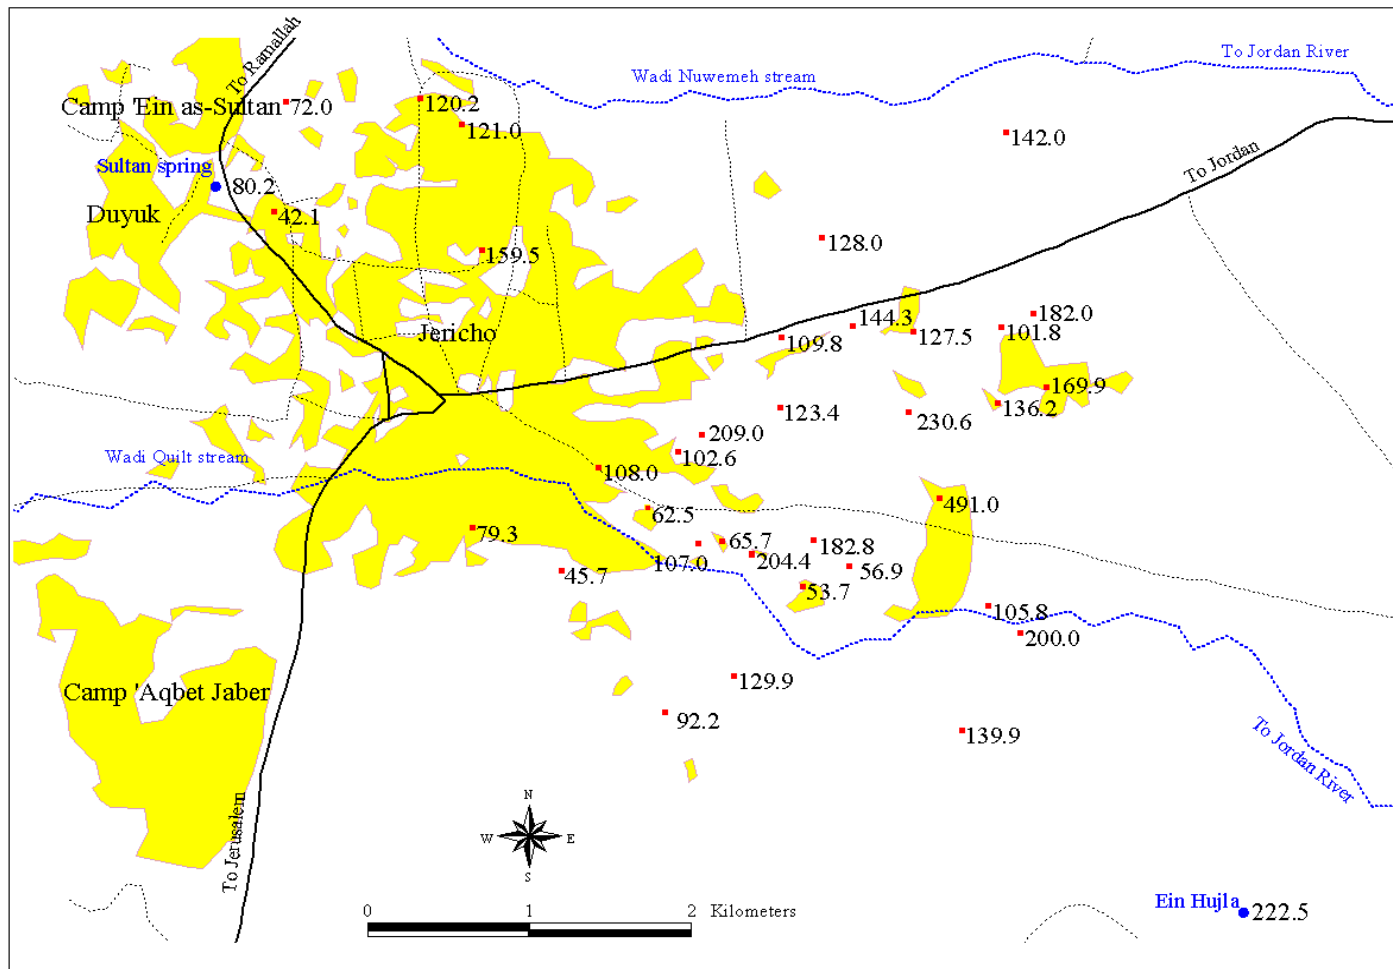 To Ramallah
Wadi Nuwemeh stream
To Jordan River
Camp 'Ein as-Sultan
72.0
120.2
121.0
142.0
To Jordan
Sultan spring
80.2
Duyuk
42.1
159.5
128.0
Jericho
144.3
182.0
109.8
127.5
101.8
169.9
123.4
136.2
230.6
209.0
Wadi Quilt stream
102.6
108.0
491.0
62.5
79.3
65.7
182.8
107.0
204.4
56.9
45.7
53.7
105.8
200.0
129.9
Camp 'Aqbet Jaber
92.2
139.9
To Jordan River
To Jerusalem
N
W E
S
0 1 2 Kilometers
Ein Hujla
222.5